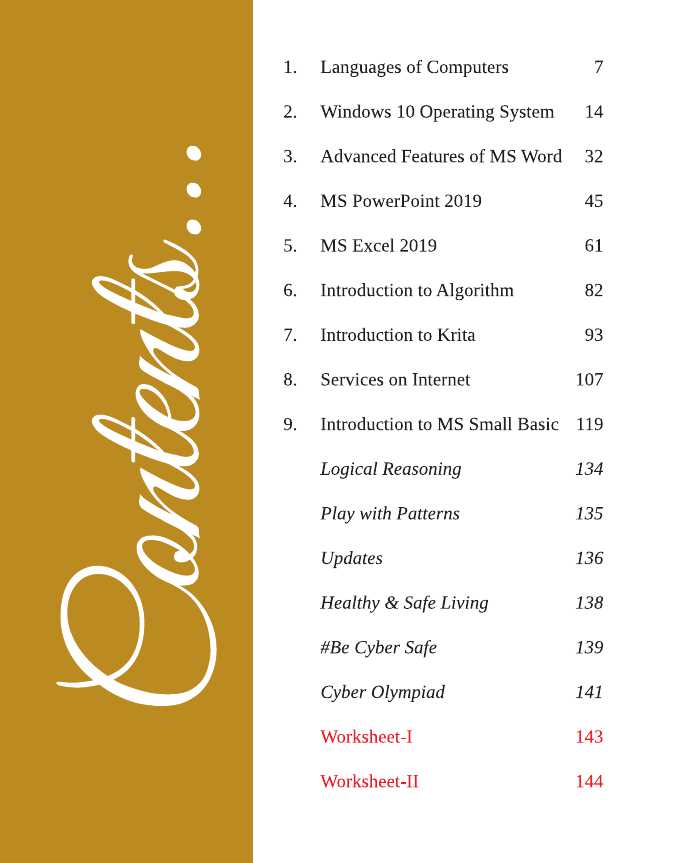 Contents...
1. Languages of Computers 7
2. Windows 10 Operating System 14
3. Advanced Features of MS Word 32
4. MS PowerPoint 2019 45
5. MS Excel 2019 61
6. Introduction to Algorithm 82
7. Introduction to Krita 93
8. Services on Internet 107
9. Introduction to MS Small Basic 119
Logical Reasoning 134
Play with Patterns 135
Updates 136
Healthy & Safe Living 138
#Be Cyber Safe 139
Cyber Olympiad 141
Worksheet-I 143
Worksheet-II 144